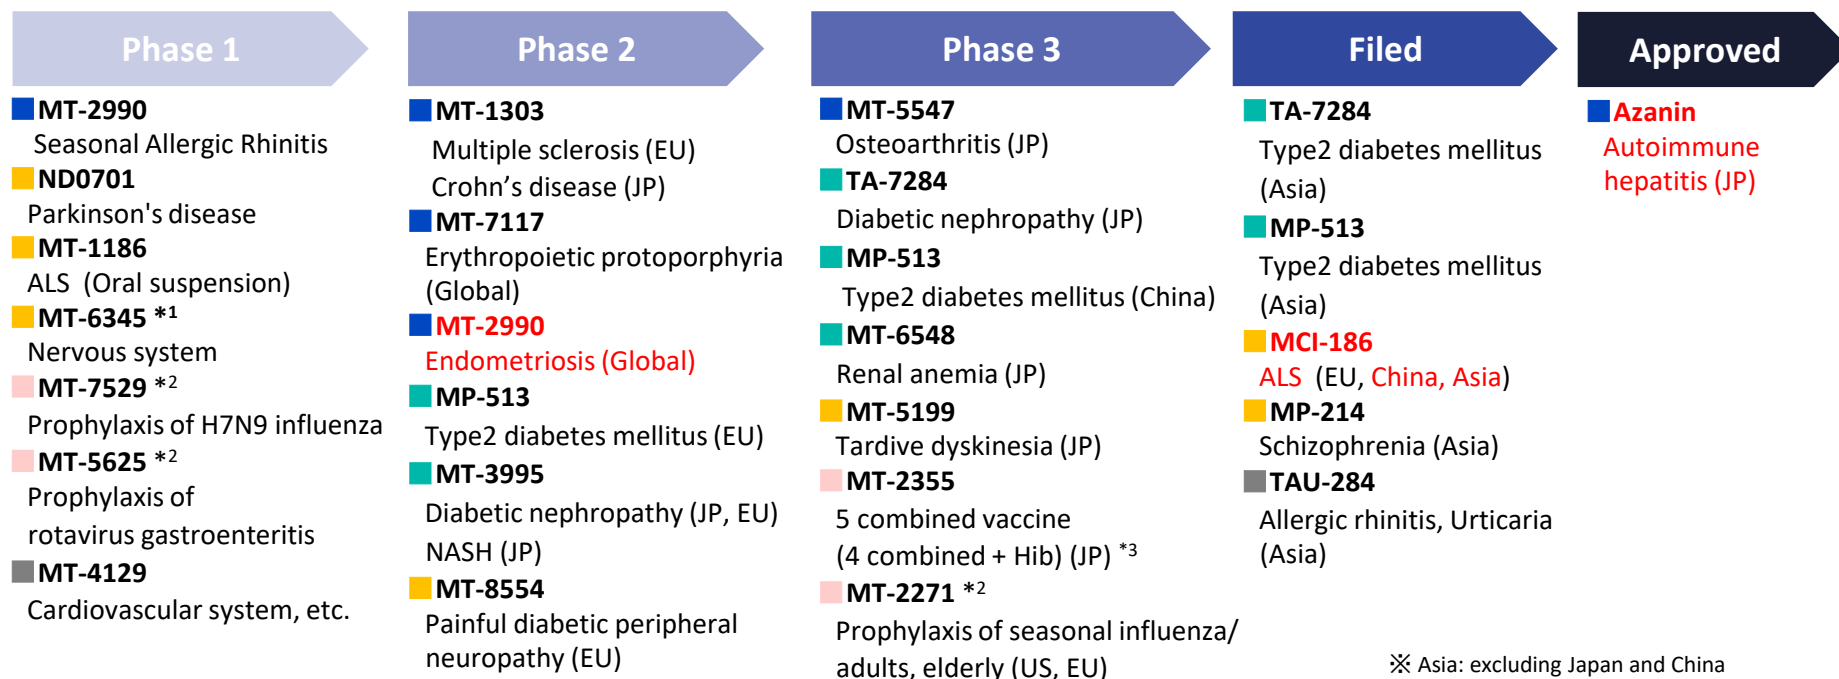 Phase 1
MT-2990
Seasonal Allergic Rhinitis
ND0701
Parkinson's disease
MT-1186
ALS (Oral suspension)
MT-6345 *1
Nervous system
MT-7529 *2
Prophylaxis of H7N9 influenza
MT-5625 *2
Prophylaxis of
rotavirus gastroenteritis
MT-4129
Cardiovascular system, etc.
Phase 2
MT-1303
Multiple sclerosis (EU)
Crohn’s disease (JP)
MT-7117
Erythropoietic protoporphyria
(Global)
MT-2990
Endometriosis (Global)
MP-513
Type2 diabetes mellitus (EU)
MT-3995
Diabetic nephropathy (JP, EU)
NASH (JP)
MT-8554
Painful diabetic peripheral
neuropathy (EU)
Phase 3
MT-5547
Osteoarthritis (JP)
TA-7284
Diabetic nephropathy (JP)
MP-513
Type2 diabetes mellitus (China)
MT-6548
Renal anemia (JP)
MT-5199
Tardive dyskinesia (JP)
MT-2355
5 combined vaccine
(4 combined + Hib) (JP) *3
MT-2271 *2
Prophylaxis of seasonal influenza/
adults, elderly (US, EU)
Filed
TA-7284
Type2 diabetes mellitus
(Asia)
MP-513
Type2 diabetes mellitus
(Asia)
MCI-186
ALS (EU, China, Asia)
MP-214
Schizophrenia (Asia)
TAU-284
Allergic rhinitis, Urticaria
(Asia)
Approved
Azanin
Autoimmune
hepatitis (JP)
※ Asia: excluding Japan and China